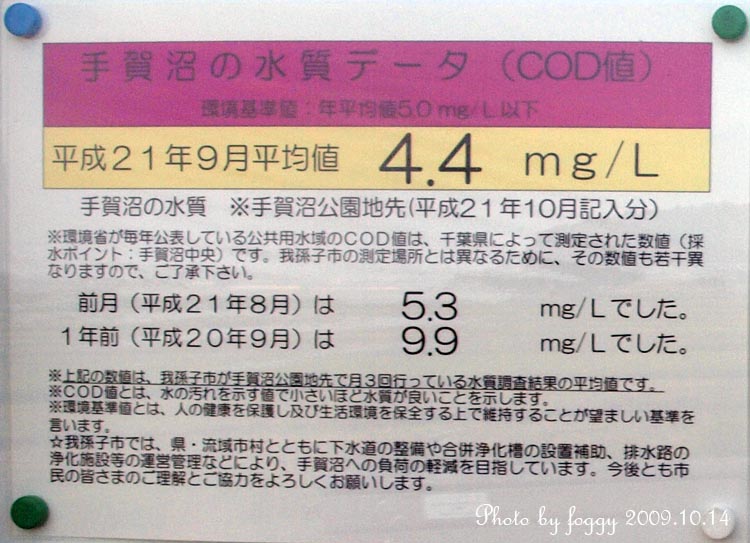 手賀沼の水質データ（COD値）
環境基準値：年平均値5.0mg/L以下
平成２１年９月平均値 4.4 mg/L
手賀沼の水質 ※手賀沼公園地先(平成２１年１０月記入分）
※環境省が毎年公表している公共用水域のＣＯＤ値は、千葉県によって測定された数値（採
水ポイント：手賀沼中央）です。我孫子市の測定場所とは異なるために、その数値も若干異
なりますので、ご了承下さい。
前月（平成２１年８月）は 5.3 mg/Ｌでした。
１年前（平成２０年９月）は 9.9 mg/Ｌでした。
※上記の数値は、我孫子市が手賀沼公園地先で月３回行っている水質調査結果の平均値です。
※ＣＯＤ値とは、水の汚れを示す値で小さいほど水質が良いことを示します。
※環境基準値とは、人の健康を保護し及び生活環境を保全する上で維持することが望ましい基準を
言います。
☆我孫子市では、県・流域市村とともに下水道の整備や合併浄化槽の設置補助、排水路の
浄化施設等の運営管理などにより、手賀沼への負荷の軽減を目指しています。今後とも市
民の皆さまのご理解とご協力をよろしくお願いします。
Photo by foggy 2009.10.14